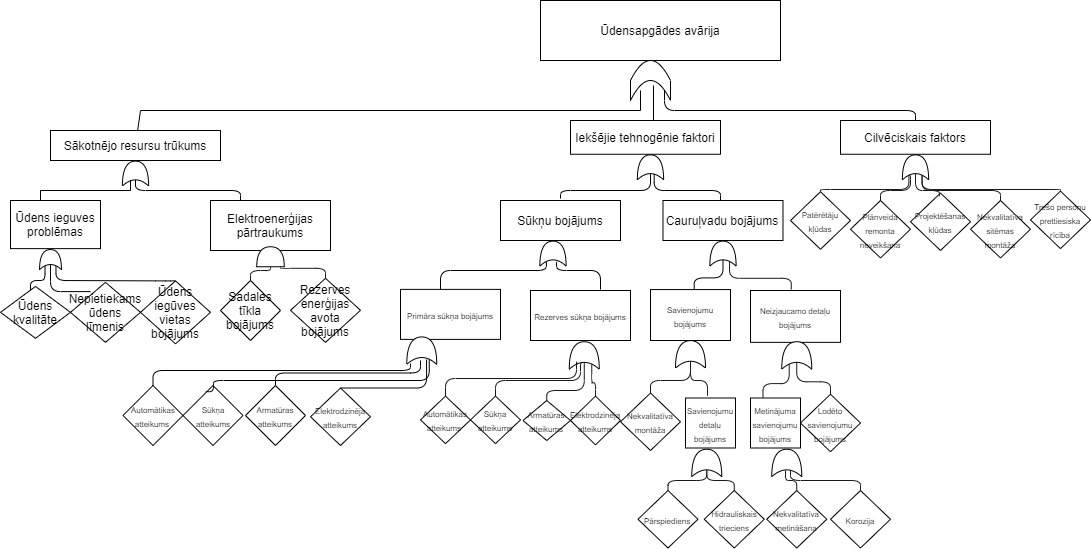 Ūdensapgādes avārija
Sākotnējo resursu trūkums
Iekšējie tehnogēnie faktori
Cilvēciskais faktors
Ūdens ieguves
problēmas
Elektroenerģijas
pārtraukums
Sūkņu bojājums
Cauruļvadu bojājums
Patērētāju
kļūdas
Plānveida
remonta
neveikšana
Projektēšanas
kļūdas
Nekvalitatīva
sitēmas
montāža
Trešo personu
prettiesiska
rīcība
Ūdens
kvalitāte
Nepietiekams
ūdens
līmenis
Ūdens
iegūves
vietas
bojājums
Sadales
tīkla
bojājums
Rezerves
enerģijas
avota
bojājums
Primāra sūkņa bojājums
Rezerves sūkņa bojājums
Savienojumu
bojājums
Neizjaucamo detaļu
bojājums
Automātikas
atteikums
Sūkņa
atteikums
Armatūras
atteikums
Elektrodzinēja
atteikums
Automātikas
atteikums
Sūkņa
atteikums
Armatūras
atteikums
Elektrodzinēja
atteikums
Nekvalitatīva
montāža
Savienojumu
detaļu
bojājums
Metinājuma
savienojumu
bojājums
Lodēto
savienojumu
bojājums
Pārspiediens
Hidrauliskais
trieciens
Nekvalitatīva
metināšana
Korozija